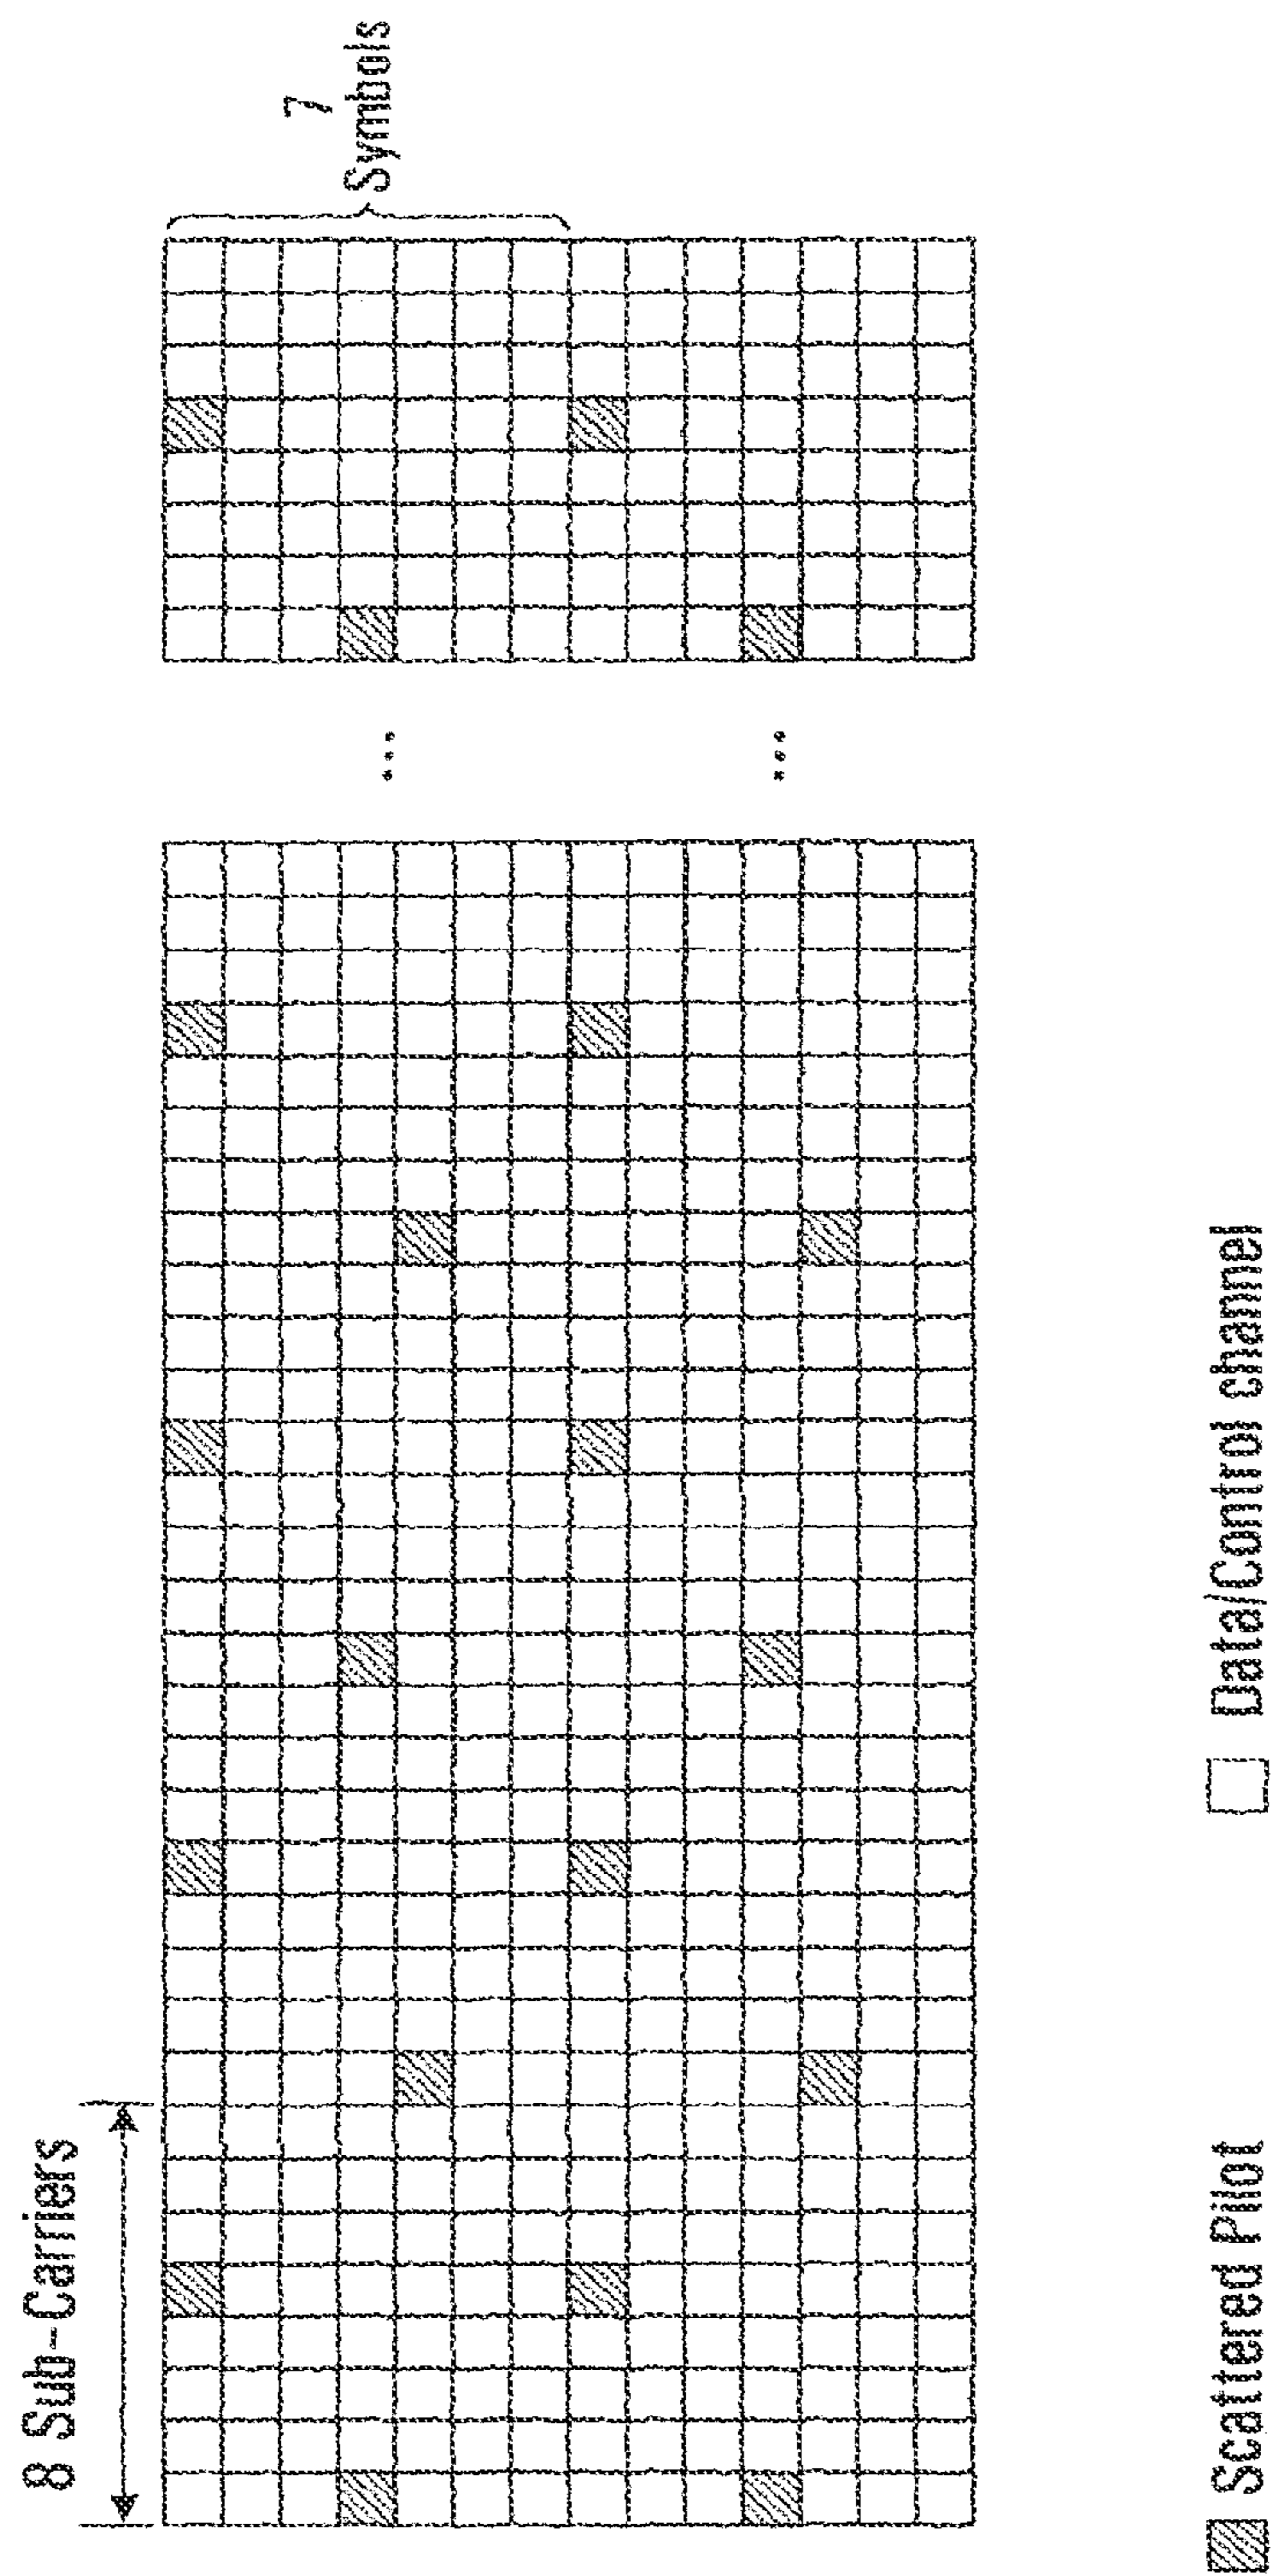 8 Sub-Carriers
7
Symbols
...
...
Scattered Pilot
Data/Control channel